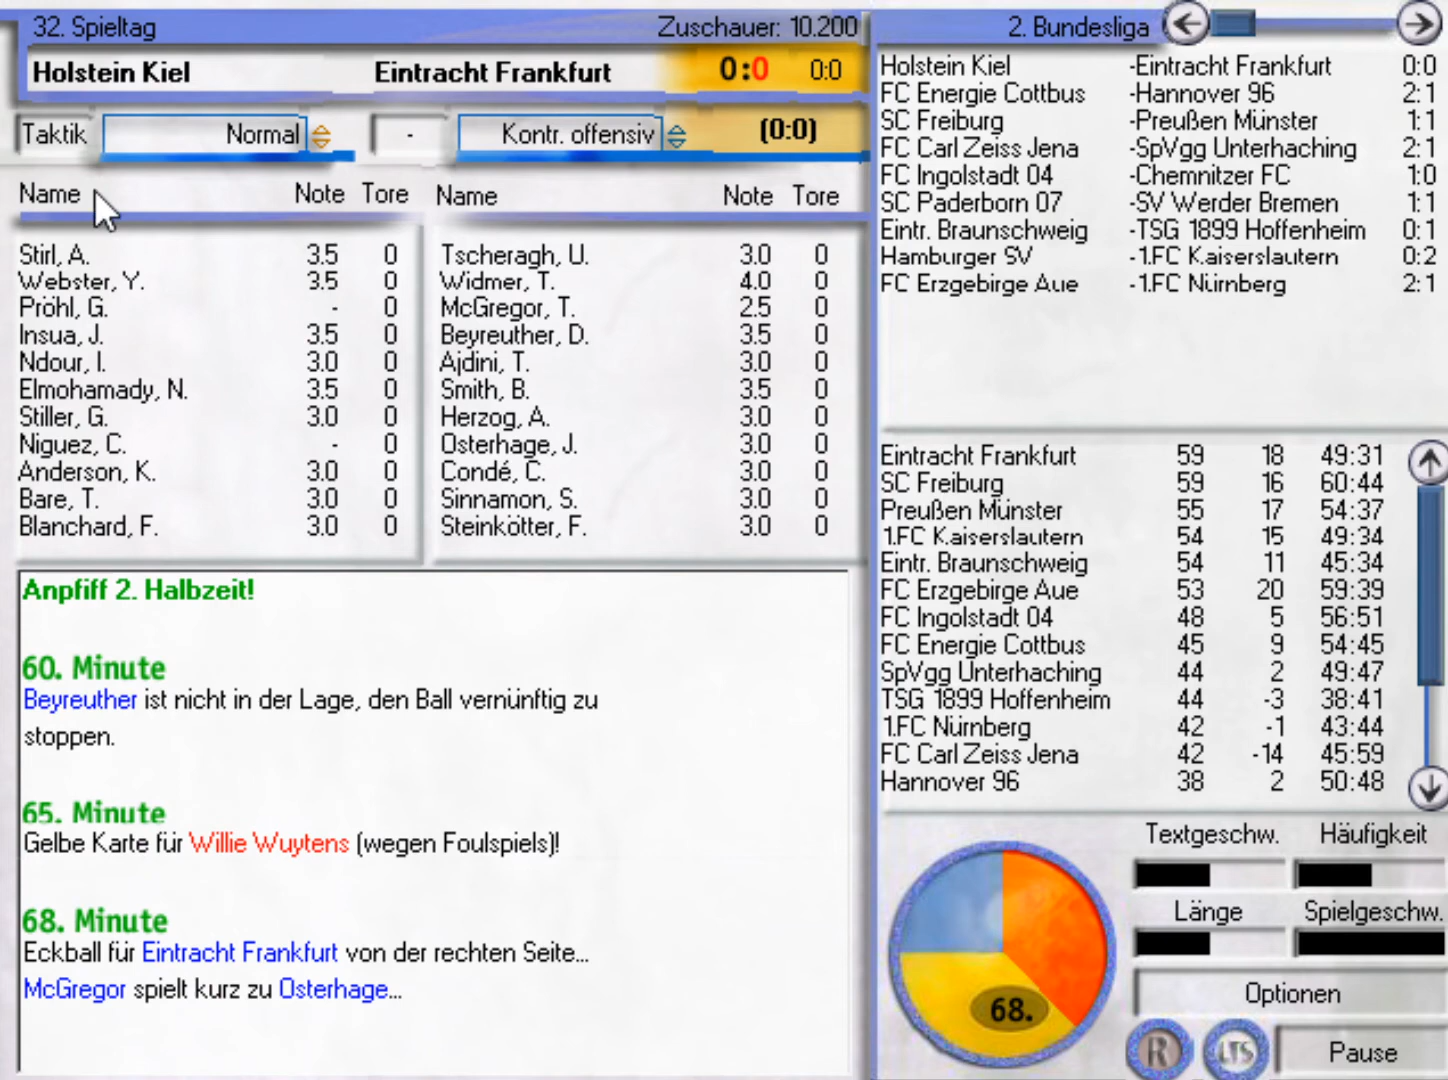 32. Spieltag Zuschauer: 10.200
Holstein Kiel Eintracht Frankfurt 0:0 0:0
Taktik Normal - Kontr. offensiv (0:0)
Name Note Tore Name Note Tore
Stirl, A. 3.5 0 Tscheragh, U. 3.0 0
Webster, Y. 3.5 0 Widmer, T. 4.0 0
Pröhl, G. - 0 McGregor, T. 2.5 0
Insua, J. 3.5 0 Beyreuther, D. 3.5 0
Ndour, I. 3.0 0 Ajdini, T. 3.0 0
Elmohamady, N. 3.5 0 Smith, B. 3.5 0
Stiller, G. 3.0 0 Herzog, A. 3.0 0
Niguez, C. - 0 Osterhage, J. 3.0 0
Anderson, K. 3.0 0 Condé, C. 3.0 0
Bare, T. 3.0 0 Sinnamon, S. 3.0 0
Blanchard, F. 3.0 0 Steinkötter, F. 3.0 0
Anpfiff 2. Halbzeit!
60. Minute
Beyreuther ist nicht in der Lage, den Ball vernünftig zu
stoppen.
65. Minute
Gelbe Karte für Willie Wuytens (wegen Foulspiels)!
68. Minute
Eckball für Eintracht Frankfurt von der rechten Seite...
McGregor spielt kurz zu Osterhage...
2. Bundesliga
Holstein Kiel -Eintracht Frankfurt 0:0
FC Energie Cottbus -Hannover 96 2:1
SC Freiburg -Preußen Münster 1:1
FC Carl Zeiss Jena -SpVgg Unterhaching 2:1
FC Ingolstadt 04 -Chemnitzer FC 1:0
SC Paderborn 07 -SV Werder Bremen 1:1
Eintr. Braunschweig -TSG 1899 Hoffenheim 0:1
Hamburger SV -1.FC Kaiserslautern 0:2
FC Erzgebirge Aue -1.FC Nürnberg 2:1
Eintracht Frankfurt 59 18 49:31
SC Freiburg 59 16 60:44
Preußen Münster 55 17 54:37
1.FC Kaiserslautern 54 15 49:34
Eintr. Braunschweig 54 11 45:34
FC Erzgebirge Aue 53 20 59:39
FC Ingolstadt 04 48 5 56:51
FC Energie Cottbus 45 9 54:45
SpVgg Unterhaching 44 2 49:47
TSG 1899 Hoffenheim 44 -3 38:41
1.FC Nürnberg 42 -1 43:44
FC Carl Zeiss Jena 42 -14 45:59
Hannover 96 38 2 50:48
Textgeschw. Häufigkeit
Länge Spielgeschw.
68.
Optionen
R LTS Pause